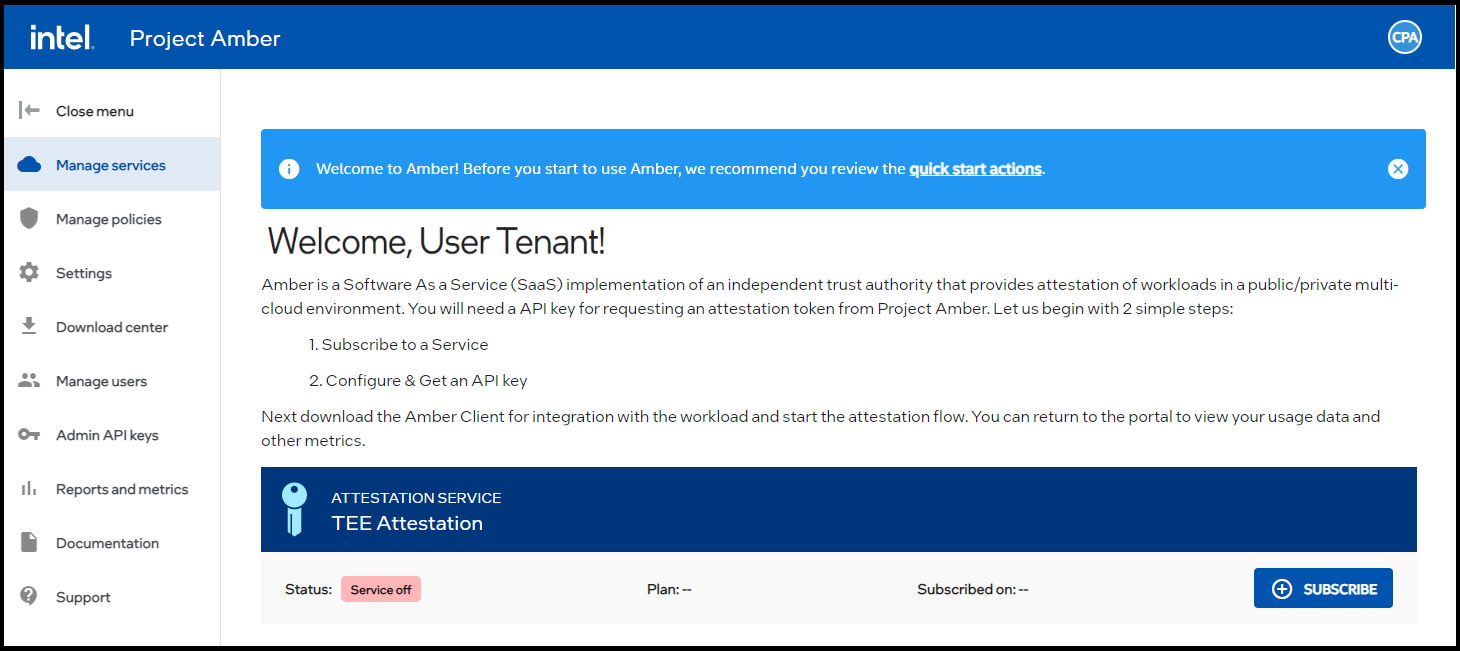 intel. Project Amber CPA
Close menu
Manage services
Manage policies
Settings
Download center
Manage users
Admin API keys
Reports and metrics
Documentation
Support
Welcome to Amber! Before you start to use Amber, we recommend you review the quick start actions.
Welcome, User Tenant!
Amber is a Software As a Service (SaaS) implementation of an independent trust authority that provides attestation of workloads in a public/private multi-
cloud environment. You will need a API key for requesting an attestation token from Project Amber. Let us begin with 2 simple steps:
1. Subscribe to a Service
2. Configure & Get an API key
Next download the Amber Client for integration with the workload and start the attestation flow. You can return to the portal to view your usage data and
other metrics.
ATTESTATION SERVICE
TEE Attestation
Status: Service off Plan: -- Subscribed on: -- SUBSCRIBE